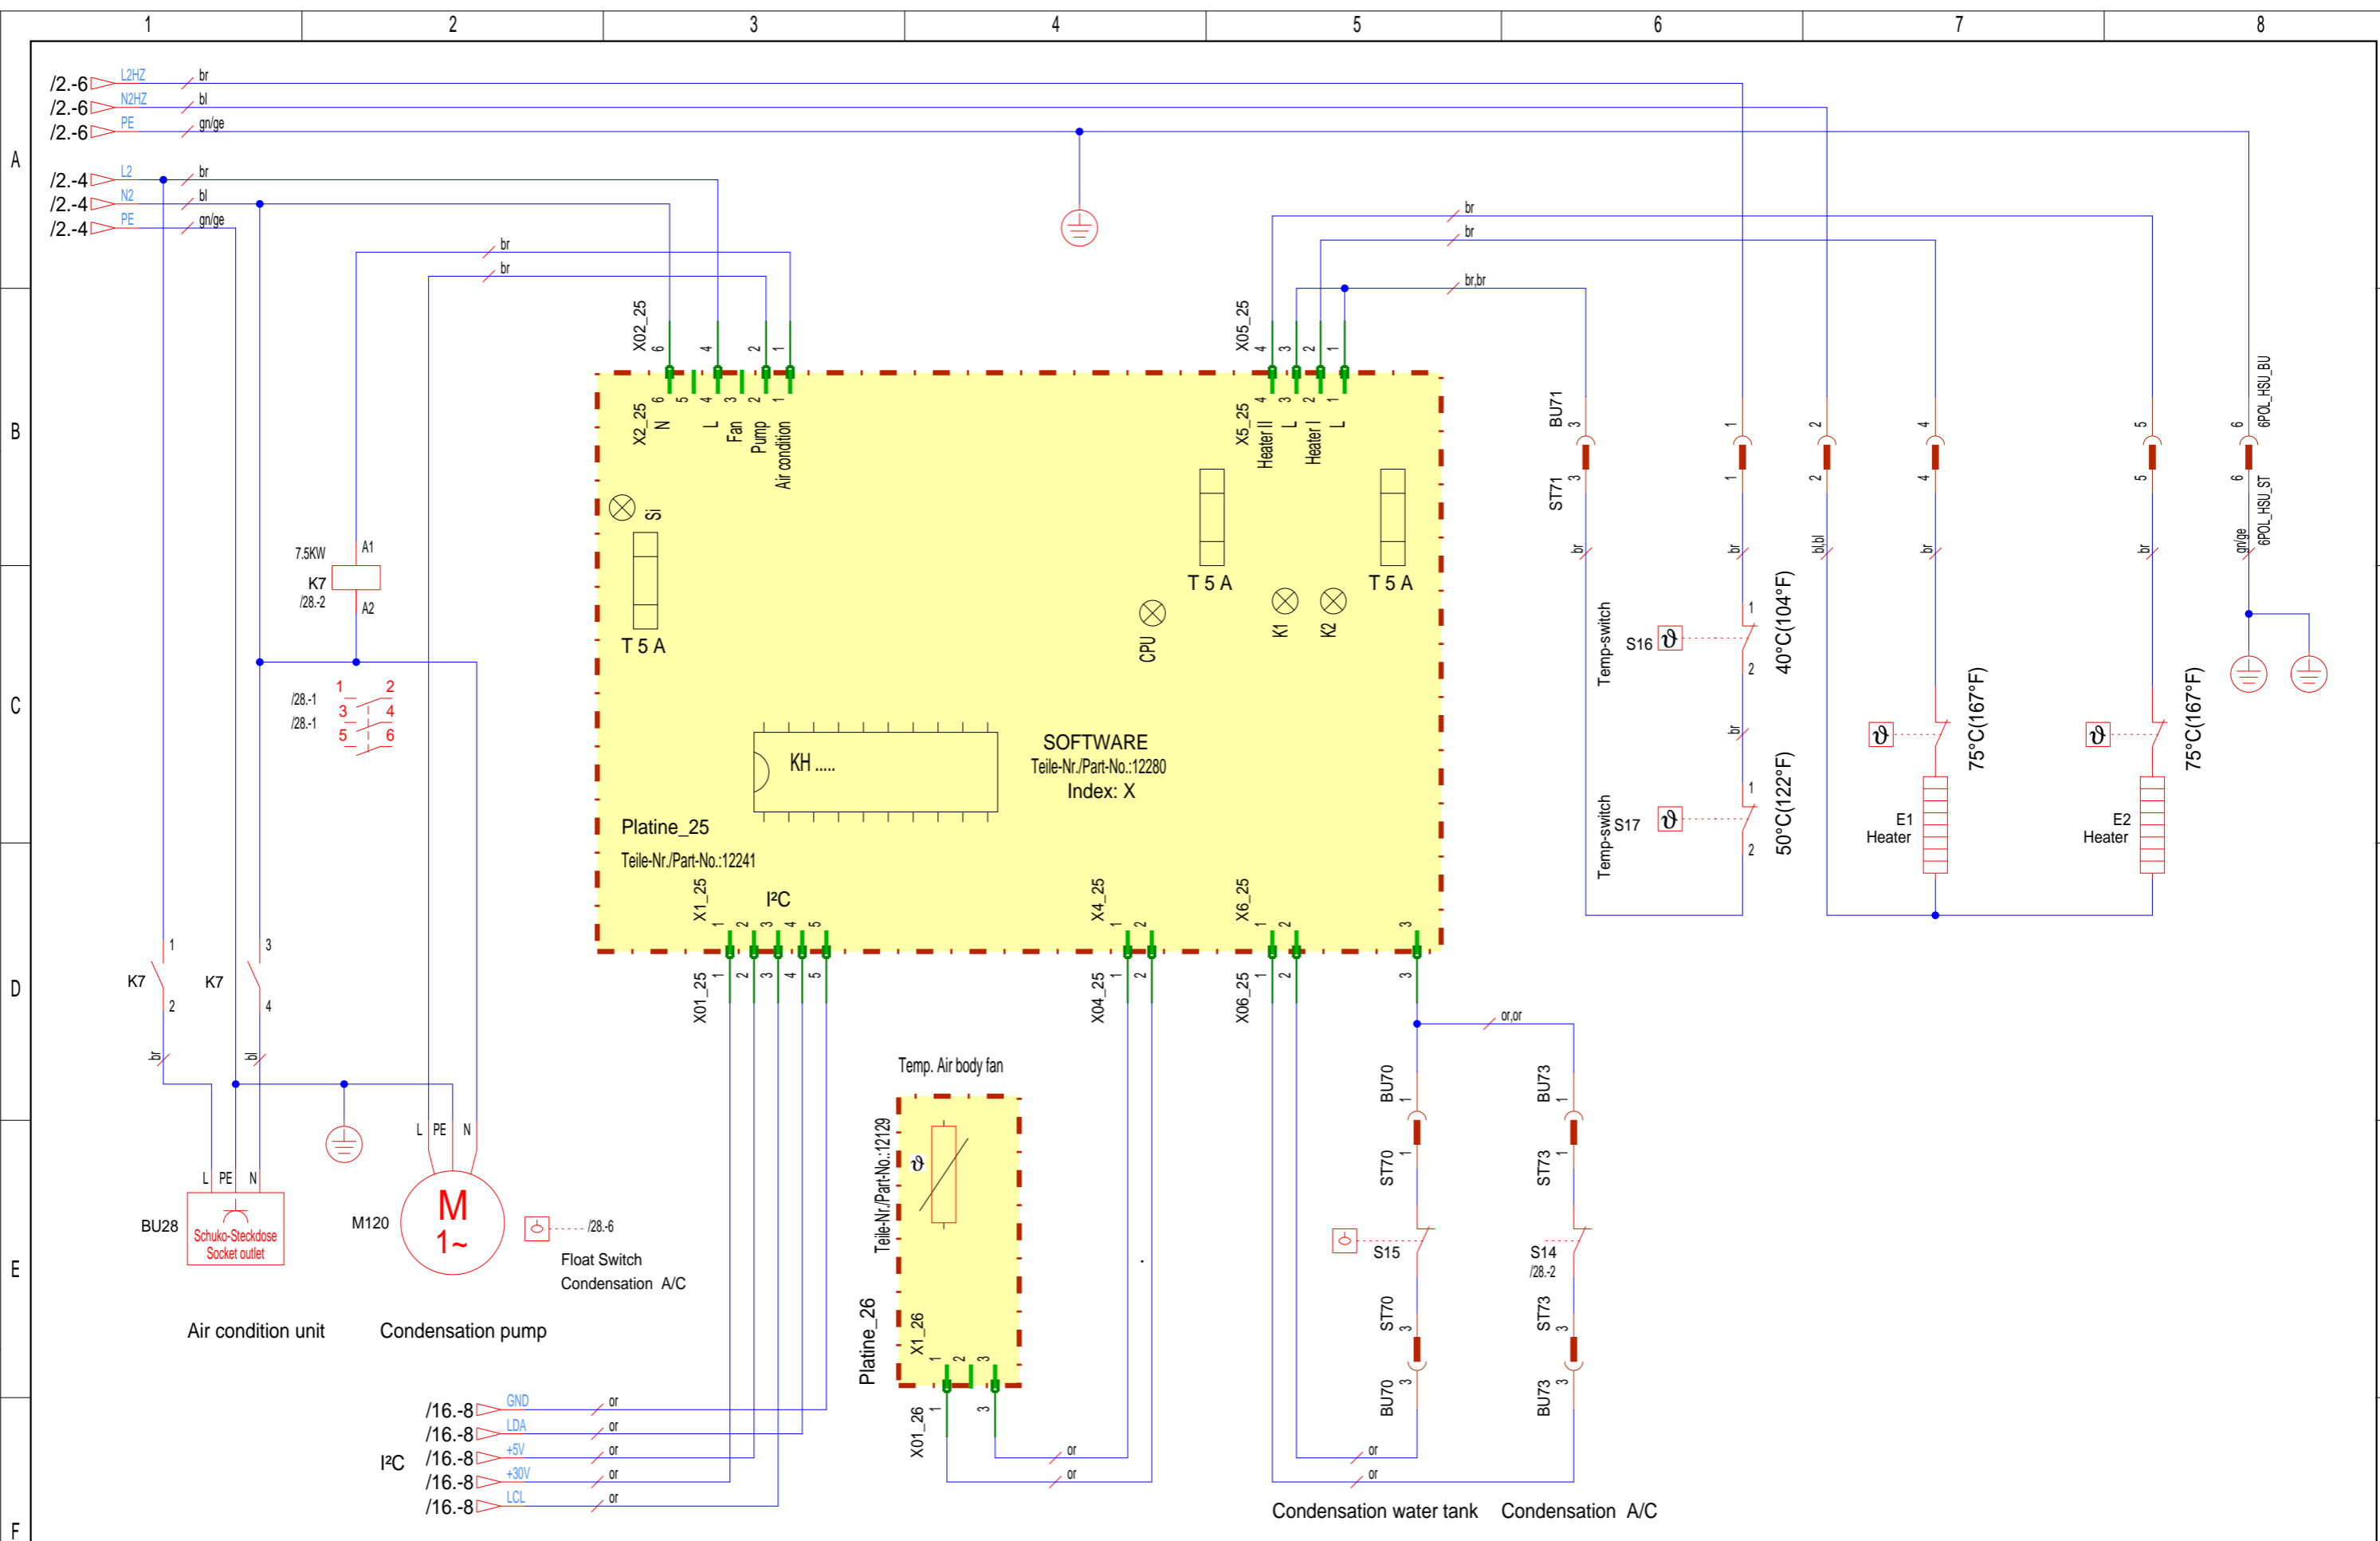 1 2 3 4 5 6 7 8
A
B
C
D
E
F
/2.-6 L2HZ br
/2.-6 N2HZ bl
/2.-6 PE gn/ge
/2.-4 L2 br
/2.-4 N2 bl
/2.-4 PE gn/ge
br
br
br
br
br,br
X02_25
6 4 2 1
X2_25
6 5 4 3 2 1
N L Fan Pump Air condition
X05_25
4 3 2 1
X5_25
4 3 2 1
Heater II L Heater I L
Si
T 5 A
T 5 A
T 5 A
CPU
K1
K2
KH .....
SOFTWARE
Teile-Nr./Part-No.:12280
Index: X
Platine_25
Teile-Nr./Part-No.:12241
I²C
X1_25
1 2 3 4 5
X01_25
1 2 3 4 5
X4_25
1 2
X04_25
1 2
X6_25
1 2 3
X06_25
1 2 3
7.5KW
K7
/28.-2
A1
A2
/28.-1
/28.-1
1 2
3 4
5 6
K7
1
2
K7
3
4
br
bl
L PE N
BU28
Schuko-Steckdose
Socket outlet
Air condition unit
L PE N
M120
M
1~
Condensation pump
/28.-6
Float Switch
Condensation A/C
I²C
/16.-8 GND or
/16.-8 LDA or
/16.-8 +5V or
/16.-8 +30V or
/16.-8 LCL or
Temp. Air body fan
Teile-Nr./Part-No.:12129
ϑ
Platine_26
X1_26
1 2 3
X01_26
1 3
or
or
or,or
BU70
1
ST70
1
S15
ST70
3
BU70
3
BU73
1
ST73
1
S14
/28.-2
ST73
3
BU73
3
or
or
Condensation water tank
Condensation A/C
BU71
3
ST71
3
br
1
1
br
2
2
bl,bl
4
4
br
5
5
br
6
6
gn/ge
6POL_HSU_BU
6POL_HSU_ST
Temp-switch
S16
ϑ
1
2
40°C(104°F)
br
Temp-switch
S17
ϑ
1
2
50°C(122°F)
ϑ
75°C(167°F)
E1
Heater
ϑ
75°C(167°F)
E2
Heater